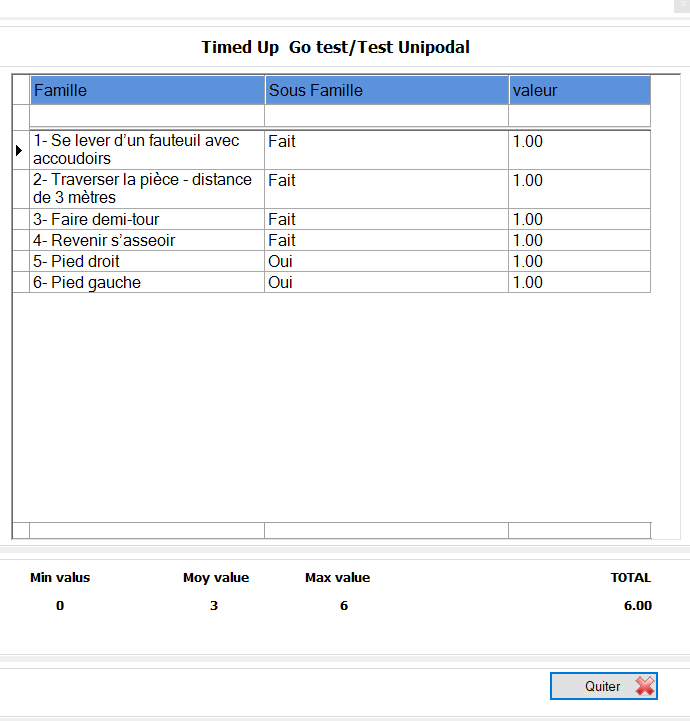 Timed Up  Go test/Test Unipodal
Famille Sous Famille valeur
1- Se lever d’un fauteuil avec accoudoirs Fait 1.00
2- Traverser la pièce - distance de 3 mètres Fait 1.00
3- Faire demi-tour Fait 1.00
4- Revenir s’asseoir Fait 1.00
5- Pied droit Oui 1.00
6- Pied gauche Oui 1.00
Min valus Moy value Max value TOTAL
0 3 6 6.00
Quiter